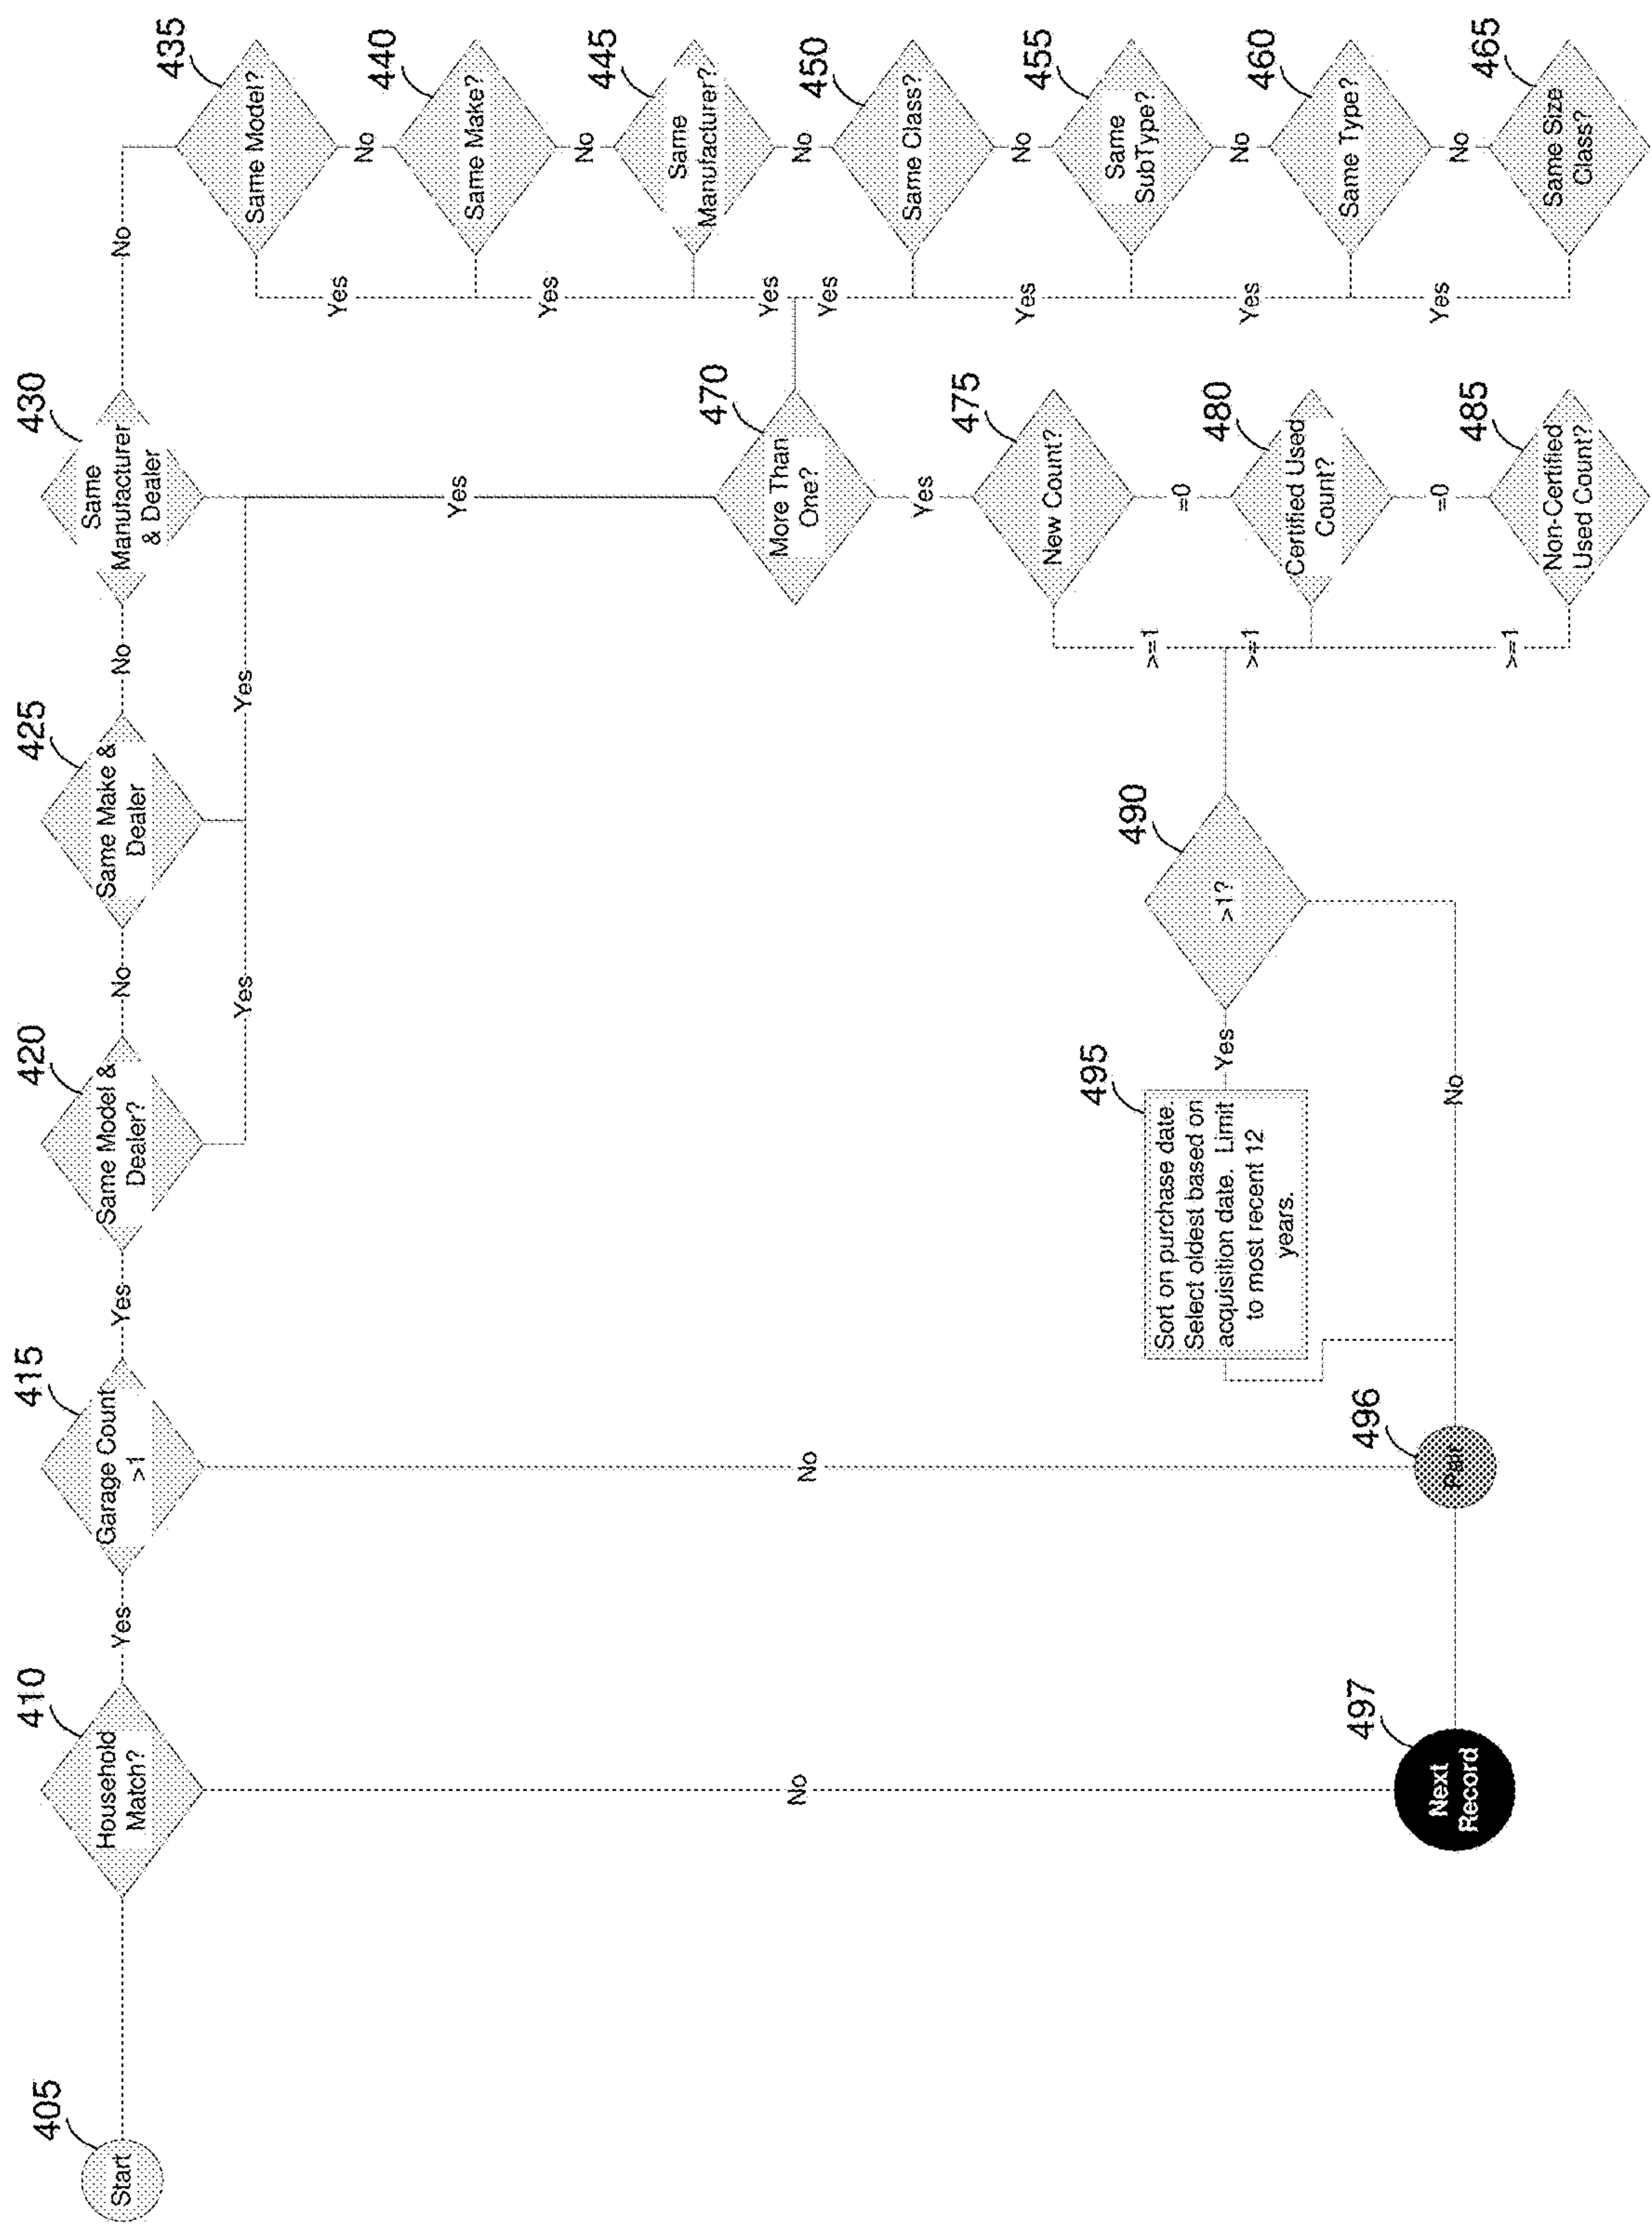 405
Start
410
Household
Match?
Yes
No
415
Garage Count
>1
Yes
No
420
Same Model &
Dealer?
No
Yes
425
Same Make &
Dealer
No
Yes
430
Same
Manufacturer
& Dealer
No
Yes
435
Same Model?
No
Yes
440
Same Make?
No
Yes
445
Same
Manufacturer?
No
Yes
450
Same Class?
No
Yes
455
Same
SubType?
No
Yes
460
Same Type?
No
Yes
465
Same Size
Class?
Yes
470
More Than
One?
Yes
475
New Count?
=0
>=1
480
Certified Used
Count?
=0
>=1
485
Non-Certified
Used Count?
>=1
490
>1?
Yes
No
495
Sort on purchase date.
Select oldest based on
acquisition date. Limit
to most recent 12
years.
496
Pair
497
Next
Record